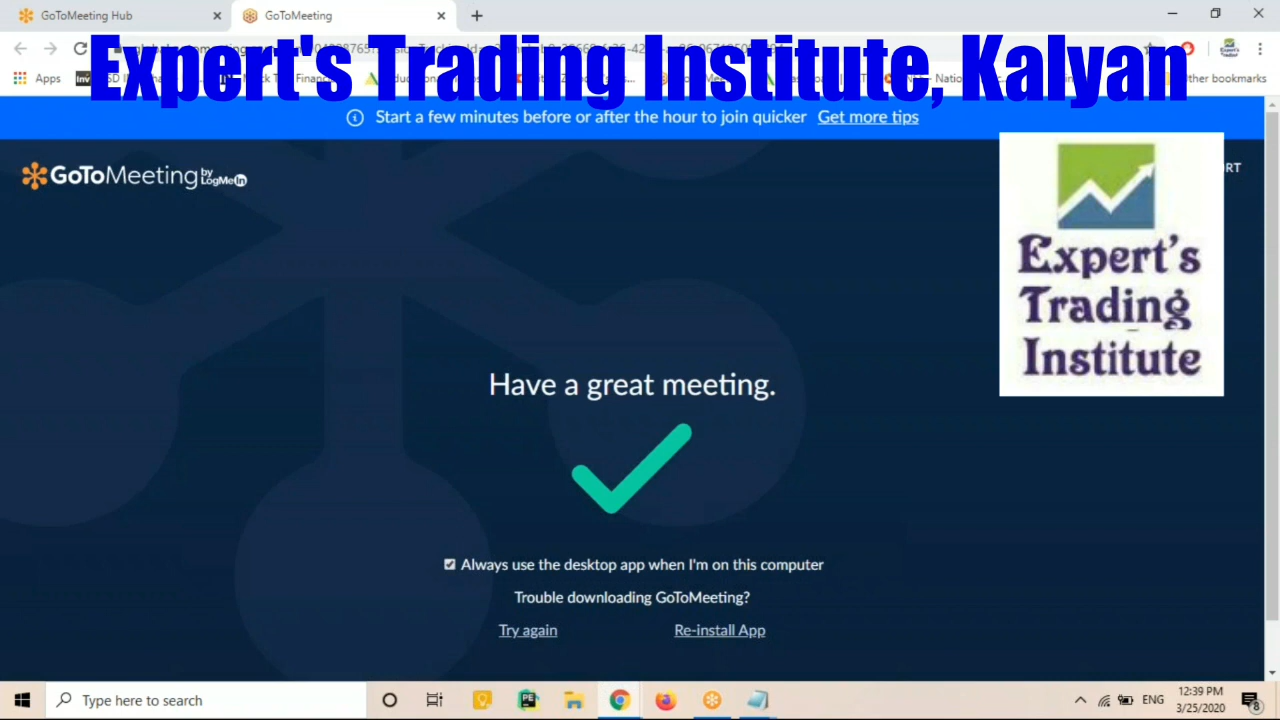 GoToMeeting Hub
GoToMeeting
Expert's Trading Institute, Kalyan
Apps
Other bookmarks
Start a few minutes before or after the hour to join quicker Get more tips
GoToMeeting by LogMeIn
Expert's
Trading
Institute
Have a great meeting.
Always use the desktop app when I'm on this computer
Trouble downloading GoToMeeting?
Try again Re-install App
Type here to search
ENG
12:39 PM
3/25/2020
8